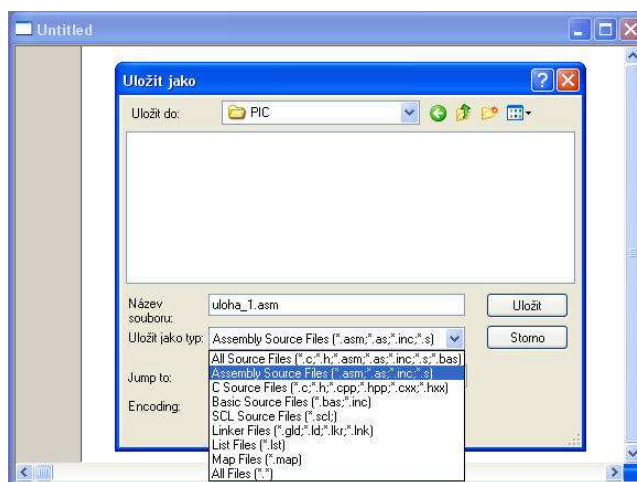 Untitled
Uložit jako
Uložit do:
PIC
Název souboru:
uloha_1.asm
Uložit
Uložit jako typ:
Assembly Source Files (*.asm;*.as;*.inc;*.s)
Storno
All Source Files (*.c;*.h;*.asm;*.as;*.inc;*.s;*.bas)
Assembly Source Files (*.asm;*.as;*.inc;*.s)
C Source Files (*.c;*.h;*.cpp;*.hpp;*.cxx;*.hxx)
Basic Source Files (*.bas;*.inc)
SCL Source Files (*.scl;)
Linker Files (*.gld;*.ld;*.lkr;*.lnk)
List Files (*.lst)
Map Files (*.map)
All Files (*.*)
Jump to:
Encoding: